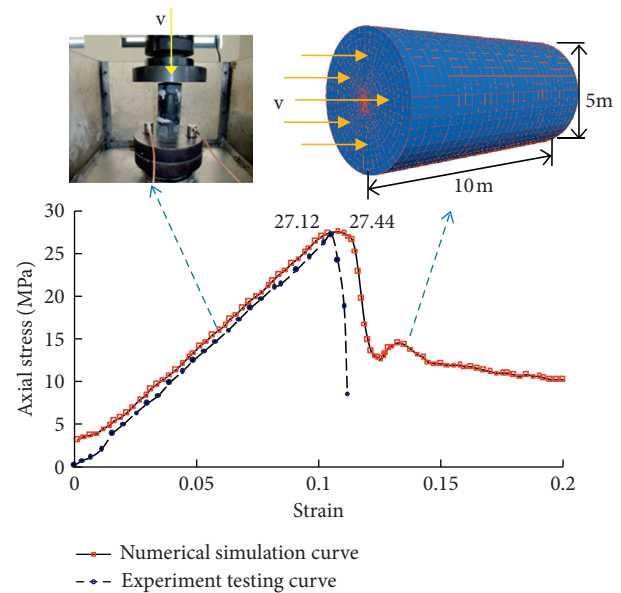 v
v
5m
10 m
27.12
27.44
30
25
20
15
10
5
0
Axial stress (MPa)
0 0.05 0.1 0.15 0.2
Strain
Numerical simulation curve
Experiment testing curve